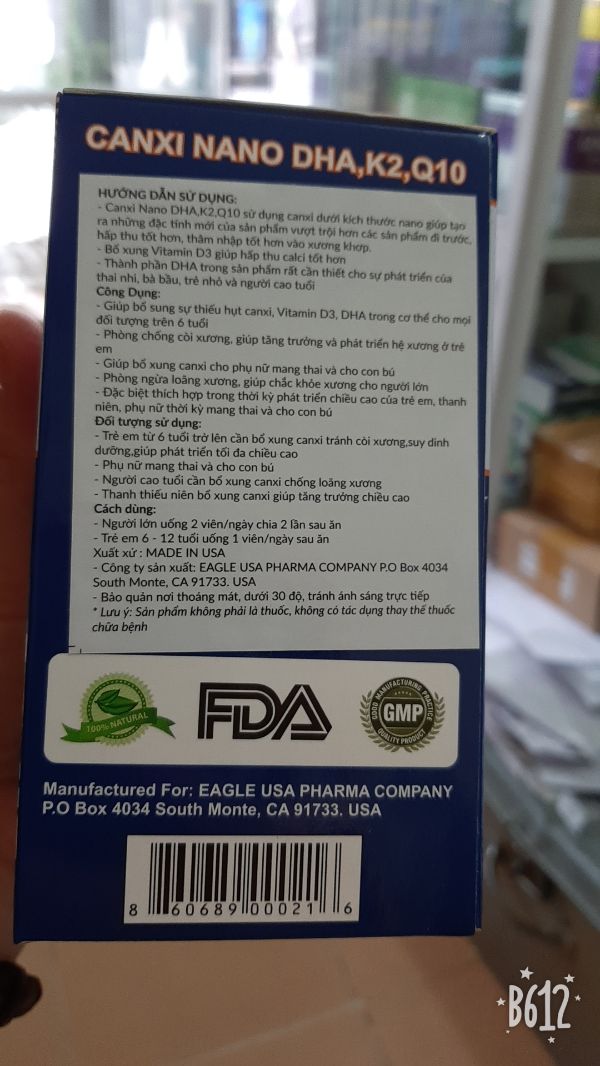 CANXI NANO DHA,K2,Q10
HƯỚNG DẪN SỬ DỤNG:
- Canxi Nano DHA,K2,Q10 sử dụng canxi dưới kích thước nano giúp tạo
ra những đặc tính mới của sản phẩm vượt trội hơn các sản phẩm đi trước,
hấp thu tốt hơn, thâm nhập tốt hơn vào xương khớp.
- Bổ xung Vitamin D3 giúp hấp thu calci tốt hơn
- Thành phần DHA trong sản phẩm rất cần thiết cho sự phát triển của
thai nhi, bà bầu, trẻ nhỏ và người cao tuổi
Công Dụng:
- Giúp bổ sung sự thiếu hụt canxi, Vitamin D3, DHA trong cơ thể cho mọi
đối tượng trên 6 tuổi
- Phòng chống còi xương, giúp tăng trưởng và phát triển hệ xương ở trẻ
em
- Giúp bổ xung canxi cho phụ nữ mang thai và cho con bú
- Phòng ngừa loãng xương, giúp chắc khỏe xương cho người lớn
- Đặc biệt thích hợp trong thời kỳ phát triển chiều cao của trẻ em, thanh
niên, phụ nữ thời kỳ mang thai và cho con bú
Đối tượng sử dụng:
- Trẻ em từ 6 tuổi trở lên cần bổ xung canxi tránh còi xương,suy dinh
dưỡng,giúp phát triển tối đa chiều cao
- Phụ nữ mang thai và cho con bú
- Người cao tuổi cần bổ xung canxi chống loãng xương
- Thanh thiếu niên bổ xung canxi giúp tăng trưởng chiều cao
Cách dùng:
- Người lớn uống 2 viên/ngày chia 2 lần sau ăn
- Trẻ em 6 - 12 tuổi uống 1 viên/ngày sau ăn
Xuất xứ : MADE IN USA
- Công ty sản xuất: EAGLE USA PHARMA COMPANY P.O Box 4034
South Monte, CA 91733. USA
- Bảo quản nơi thoáng mát, dưới 30 độ, tránh ánh sáng trực tiếp
* Lưu ý: Sản phẩm không phải là thuốc, không có tác dụng thay thế thuốc
chữa bệnh
100% NATURAL
FDA
GOOD MANUFACTURING PRACTICE
GMP
QUALITY PRODUCT
Manufactured For: EAGLE USA PHARMA COMPANY
P.O Box 4034 South Monte, CA 91733. USA
8 60689 00021 6
B612